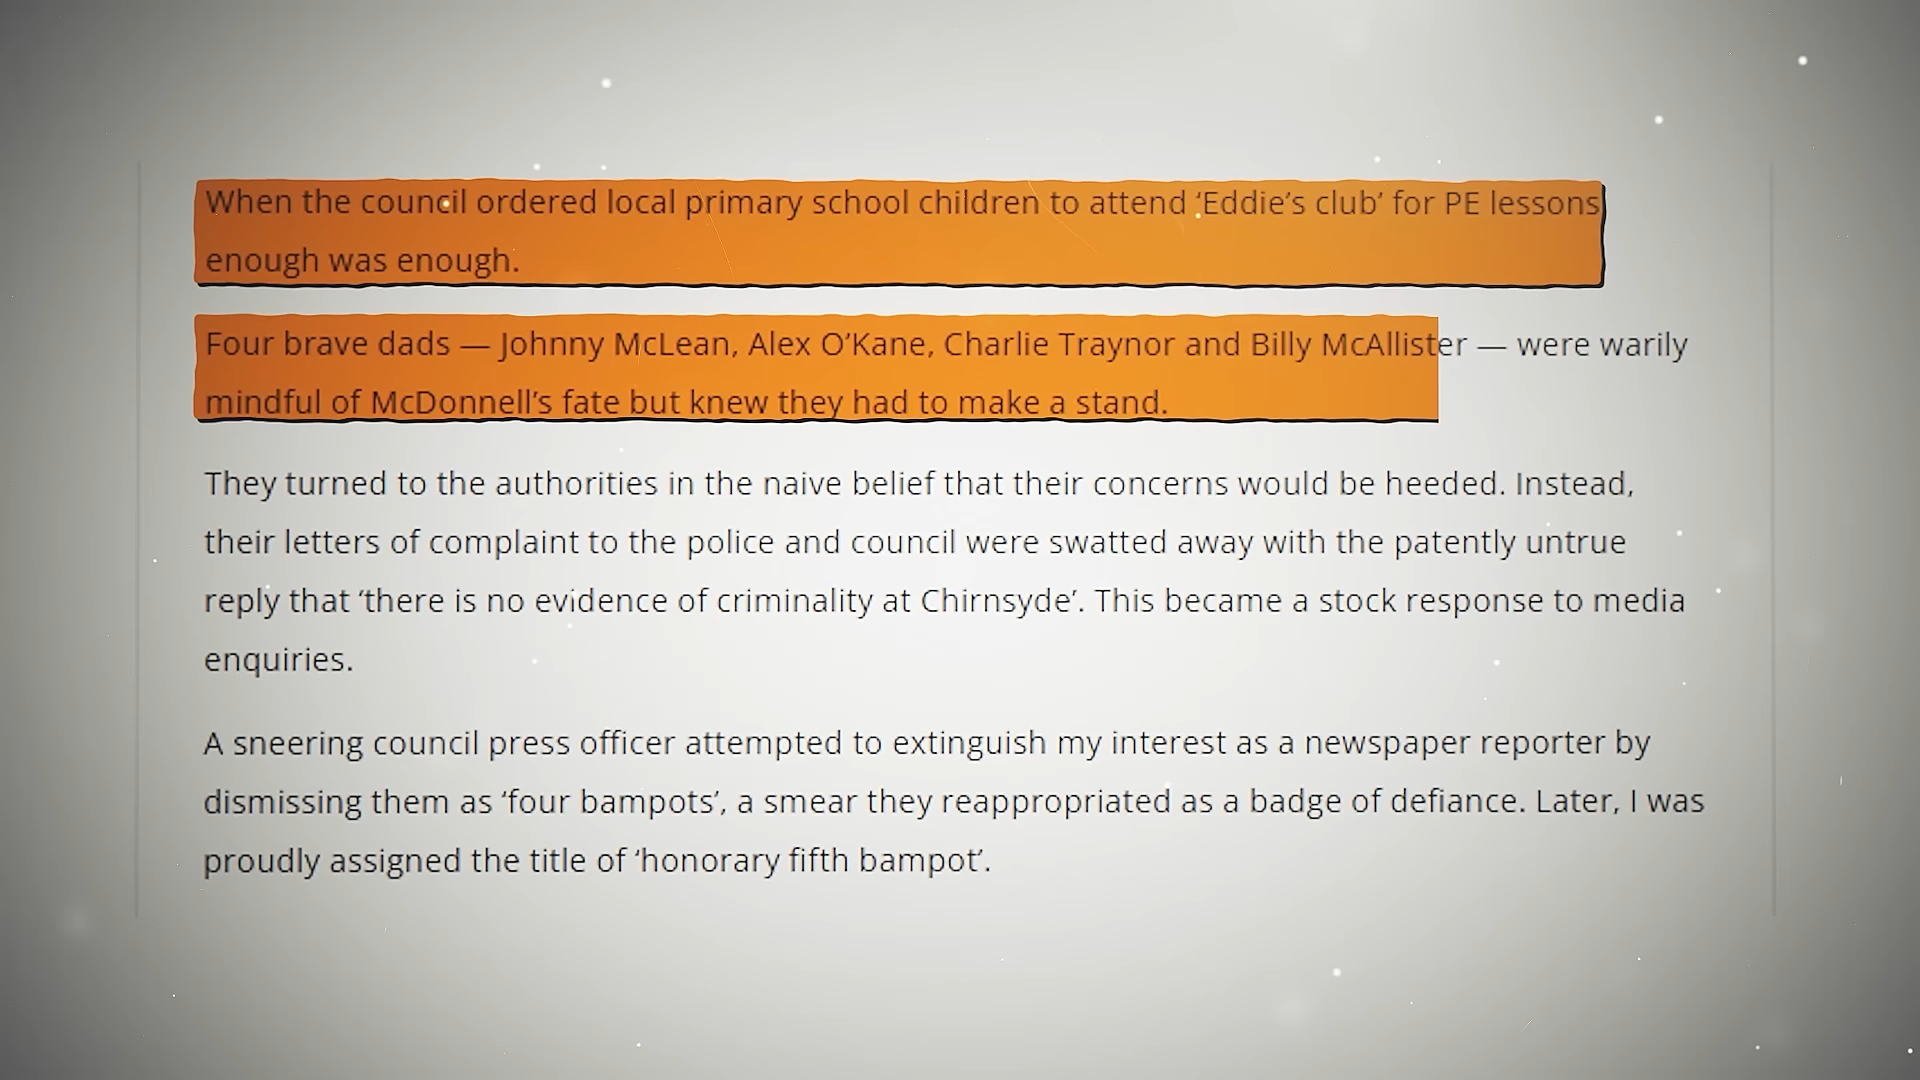 When the council ordered local primary school children to attend ‘Eddie’s club’ for PE lessons
enough was enough.
Four brave dads — Johnny McLean, Alex O’Kane, Charlie Traynor and Billy McAllister — were warily
mindful of McDonnell’s fate but knew they had to make a stand.
They turned to the authorities in the naive belief that their concerns would be heeded. Instead,
their letters of complaint to the police and council were swatted away with the patently untrue
reply that ‘there is no evidence of criminality at Chirnsyde’. This became a stock response to media
enquiries.
A sneering council press officer attempted to extinguish my interest as a newspaper reporter by
dismissing them as ‘four bampots’, a smear they reappropriated as a badge of defiance. Later, I was
proudly assigned the title of ‘honorary fifth bampot’.